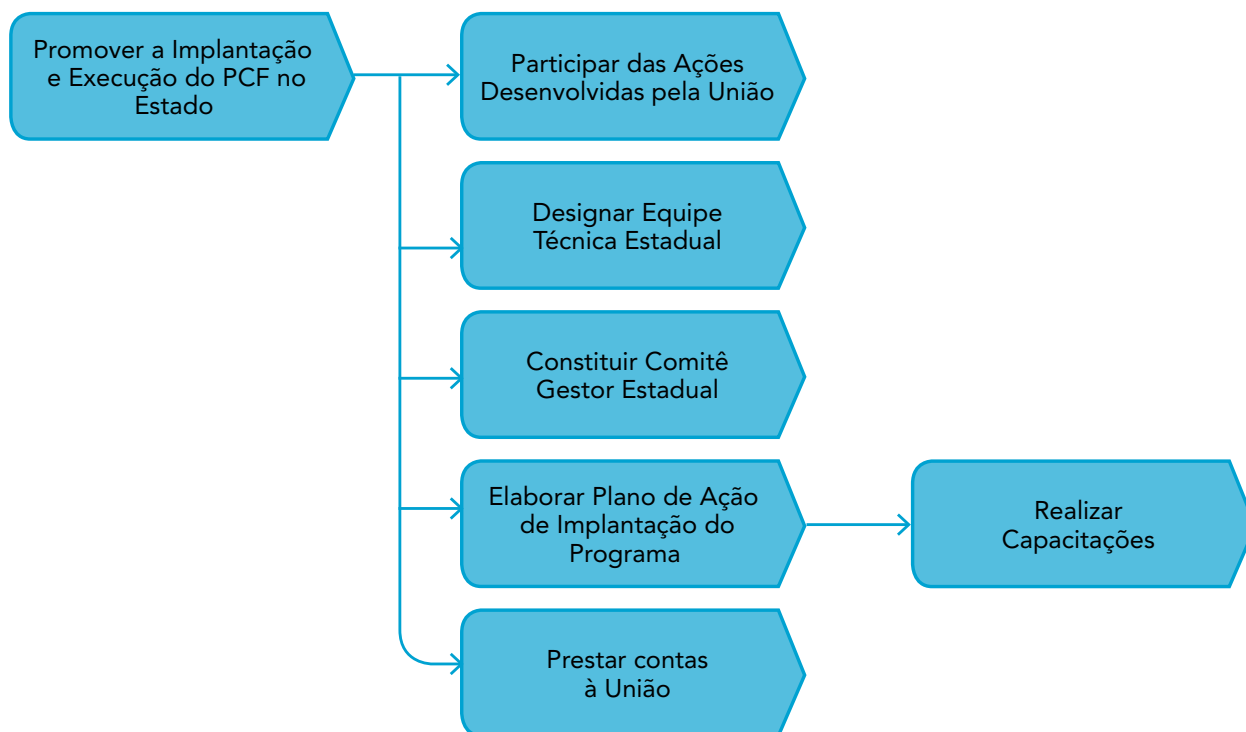 Promover a Implantação
e Execução do PCF no
Estado
Participar das Ações
Desenvolvidas pela União
Designar Equipe
Técnica Estadual
Constituir Comitê
Gestor Estadual
Elaborar Plano de Ação
de Implantação do
Programa
Realizar
Capacitações
Prestar contas
à União